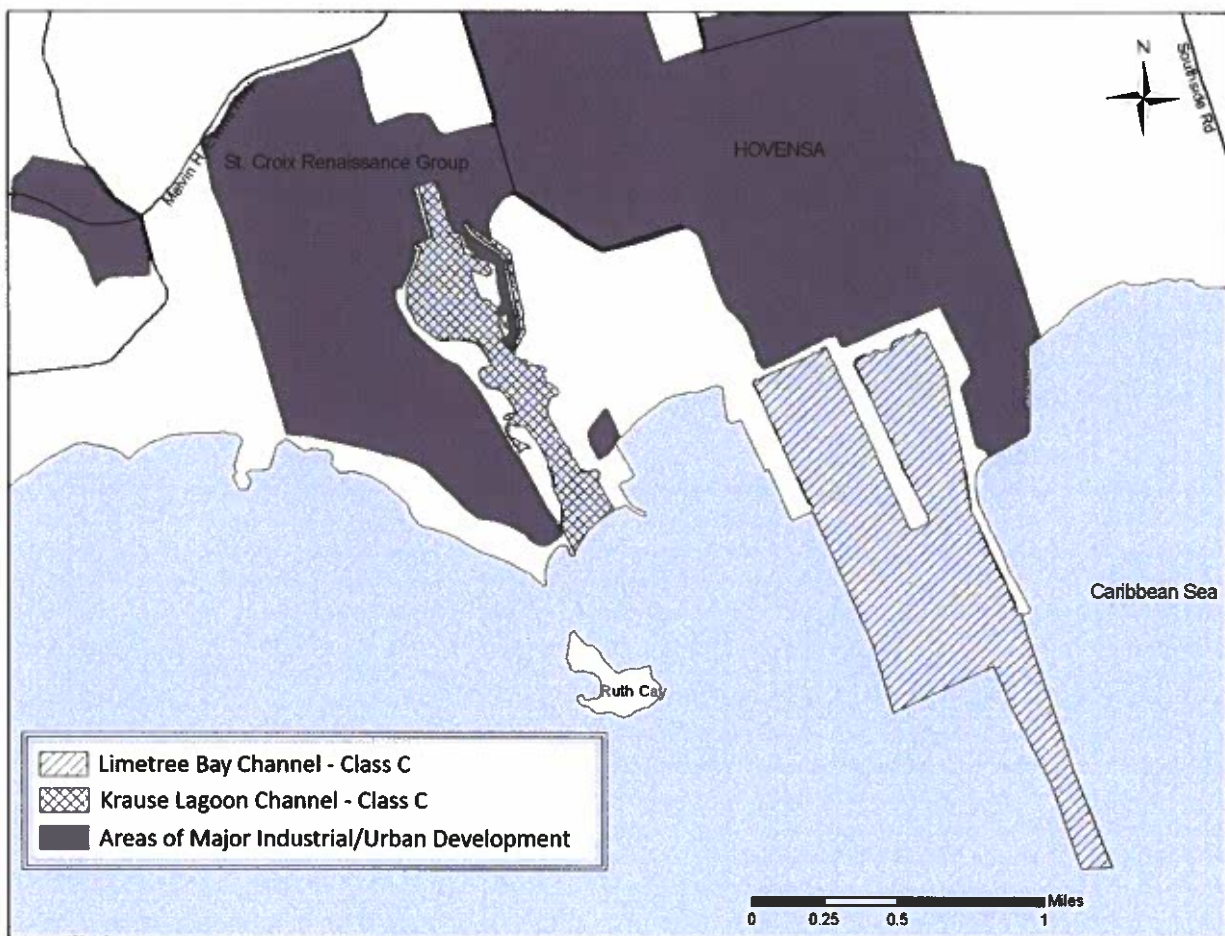 N
Southside Rd
HOVENSA
St. Croix Renaissance Group
Melvin H.
Caribbean Sea
Ruth Cay
Limetree Bay Channel - Class C
Krause Lagoon Channel - Class C
Areas of Major Industrial/Urban Development
Miles
0 0.25 0.5 1